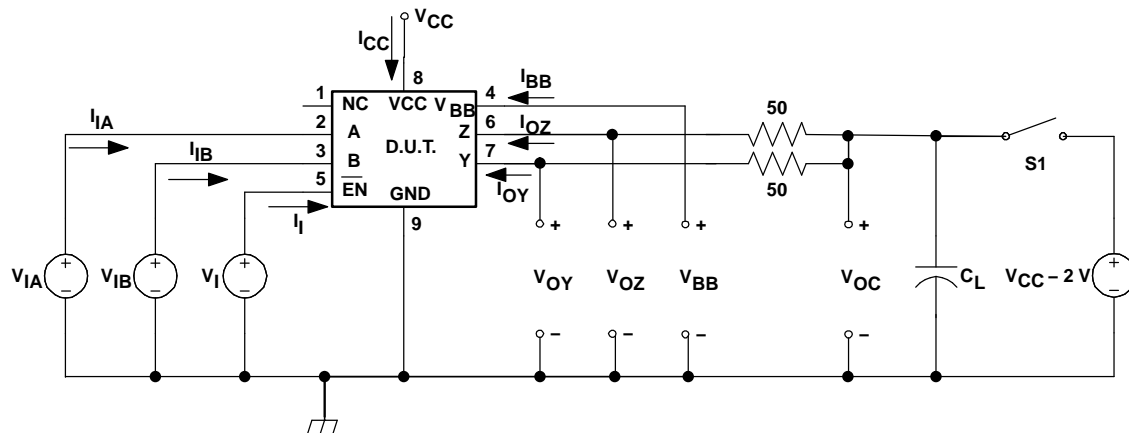 VCC
ICC
8
1
NC
VCC
VBB
4
IBB
50
IIA
2
A
D.U.T.
Z
6
IOZ
IIB
3
B
Y
7
S1
5
EN
GND
IOY
50
II
9
+
+
+
+
VIA
+
−
VIB
+
−
VI
+
−
VOY
VOZ
VBB
VOC
CL
VCC − 2 V
+
−
−
−
−
−